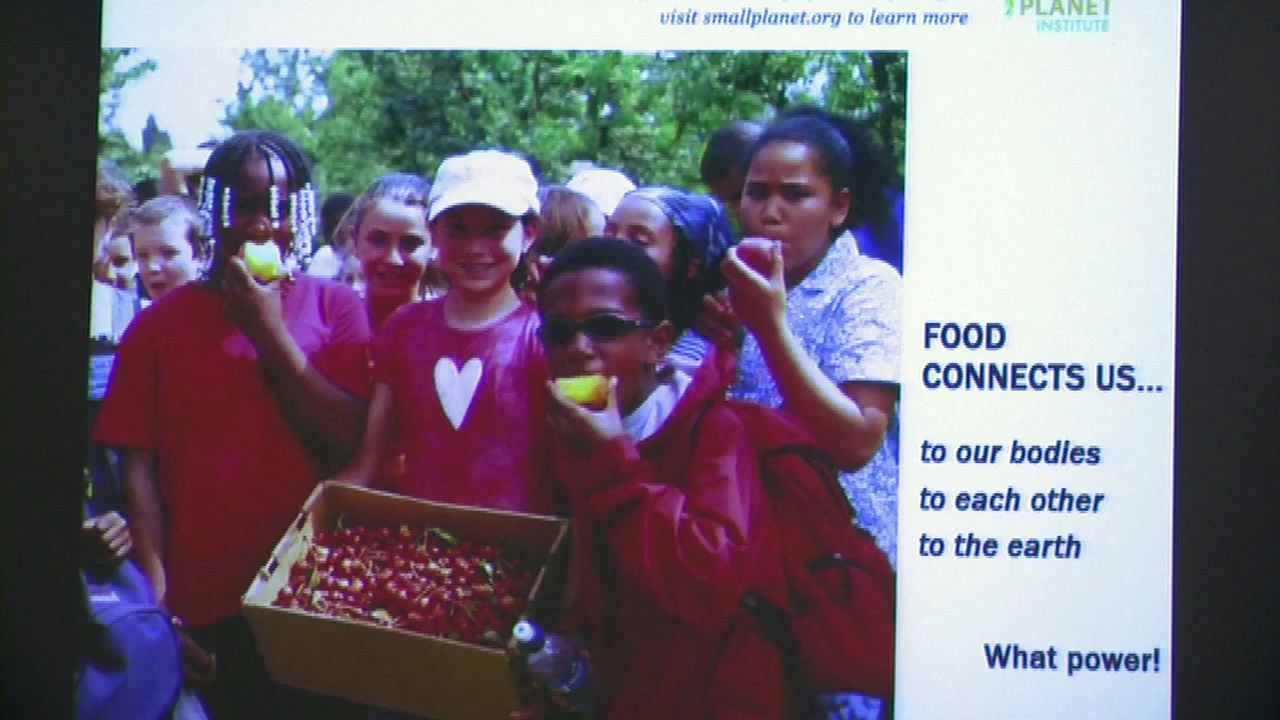 visit smallplanet.org to learn more
PLANET
INSTITUTE
FOOD
CONNECTS US...
to our bodies
to each other
to the earth
What power!